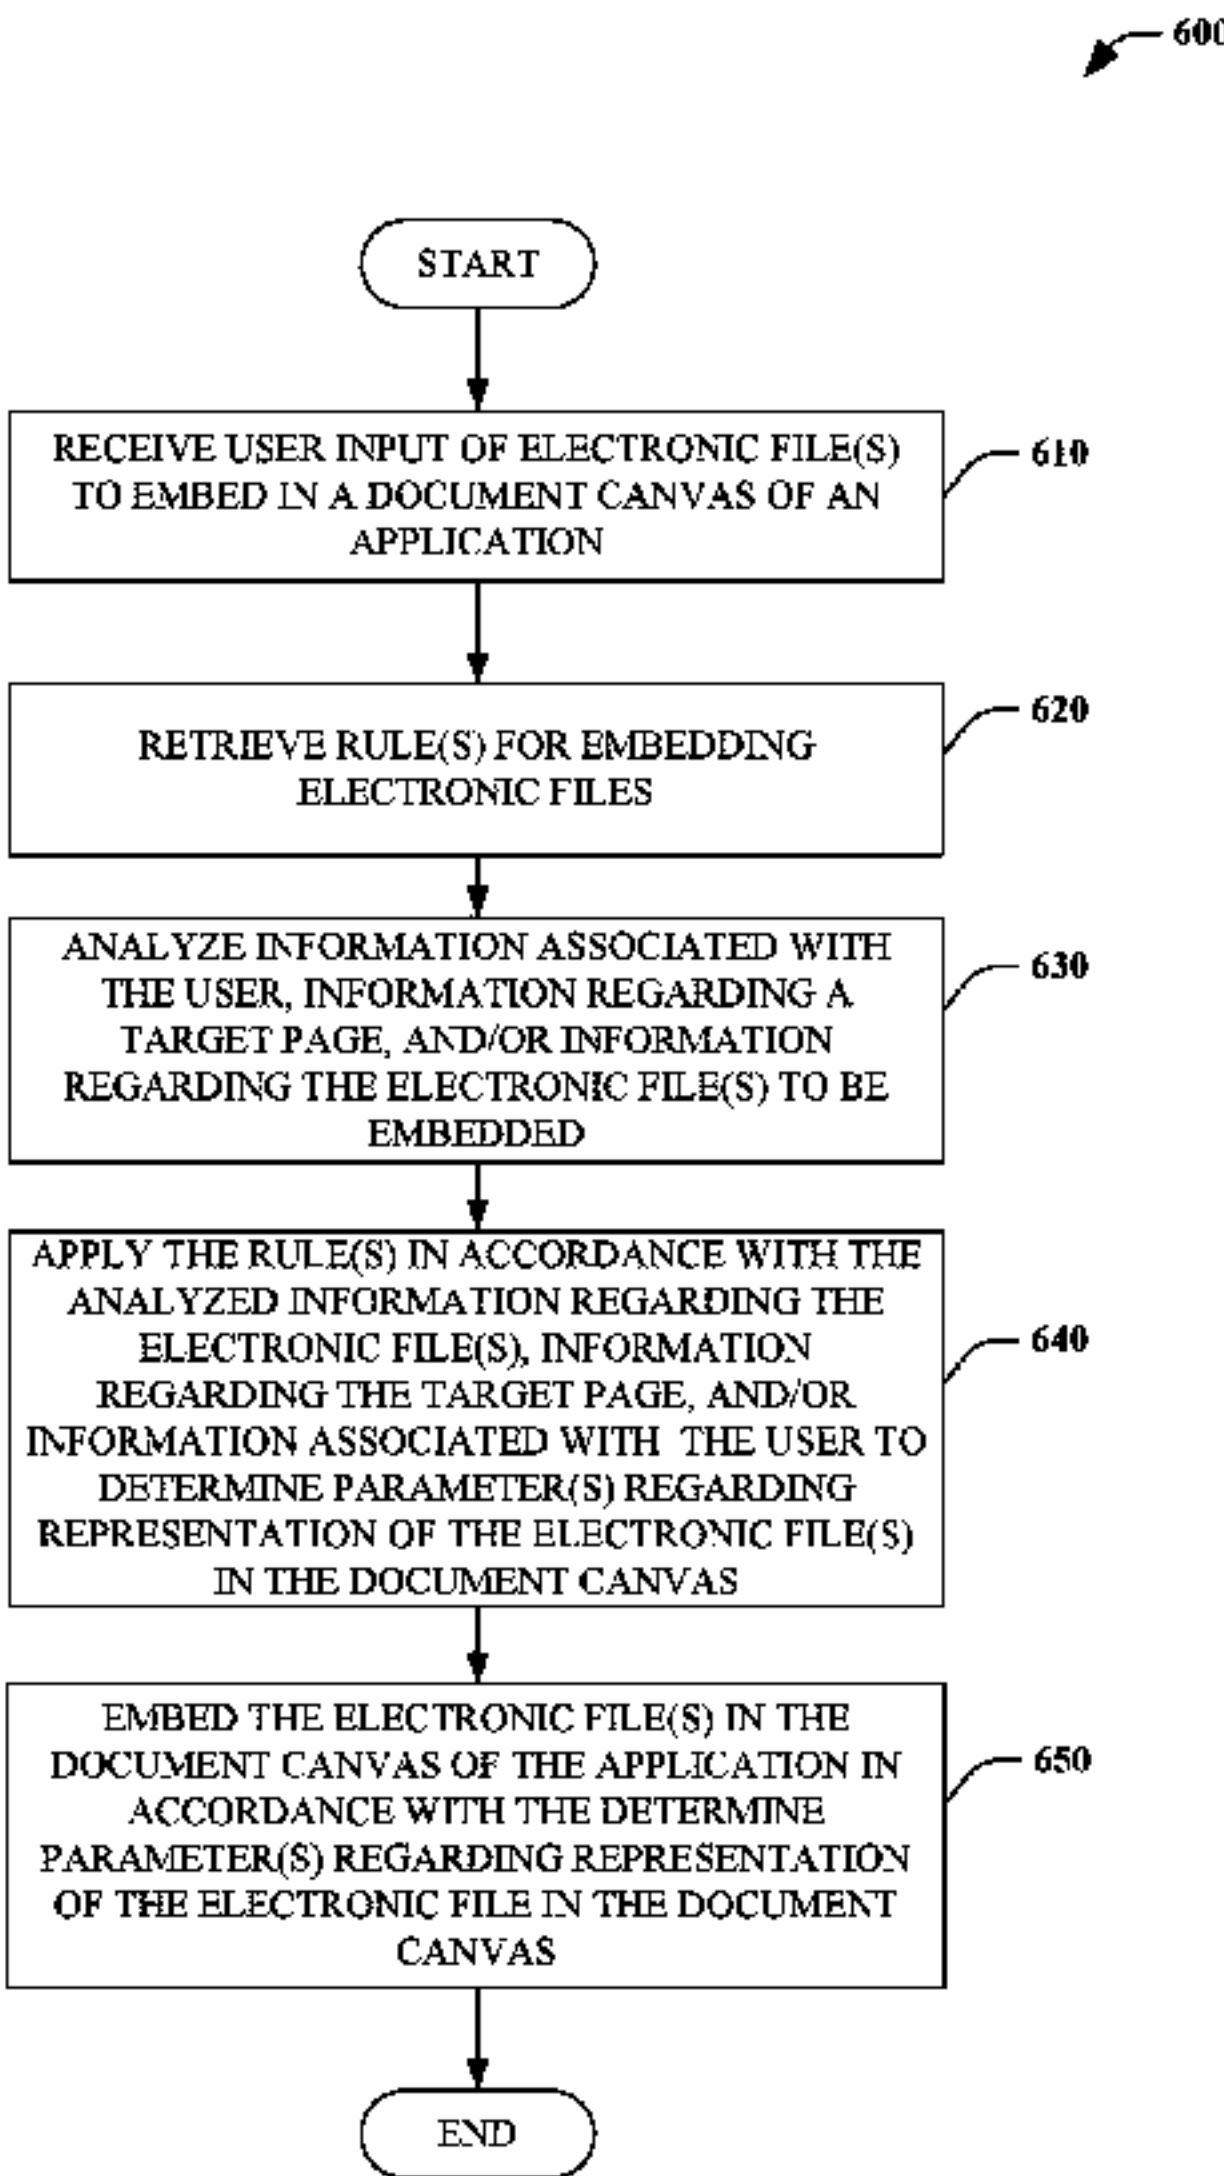 600
START
RECEIVE USER INPUT OF ELECTRONIC FILE(S)
TO EMBED IN A DOCUMENT CANVAS OF AN
APPLICATION
610
RETRIEVE RULE(S) FOR EMBEDDING
ELECTRONIC FILES
620
ANALYZE INFORMATION ASSOCIATED WITH
THE USER, INFORMATION REGARDING A
TARGET PAGE, AND/OR INFORMATION
REGARDING THE ELECTRONIC FILE(S) TO BE
EMBEDDED
630
APPLY THE RULE(S) IN ACCORDANCE WITH THE
ANALYZED INFORMATION REGARDING THE
ELECTRONIC FILE(S), INFORMATION
REGARDING THE TARGET PAGE, AND/OR
INFORMATION ASSOCIATED WITH THE USER TO
DETERMINE PARAMETER(S) REGARDING
REPRESENTATION OF THE ELECTRONIC FILE(S)
IN THE DOCUMENT CANVAS
640
EMBED THE ELECTRONIC FILE(S) IN THE
DOCUMENT CANVAS OF THE APPLICATION IN
ACCORDANCE WITH THE DETERMINE
PARAMETER(S) REGARDING REPRESENTATION
OF THE ELECTRONIC FILE IN THE DOCUMENT
CANVAS
650
END